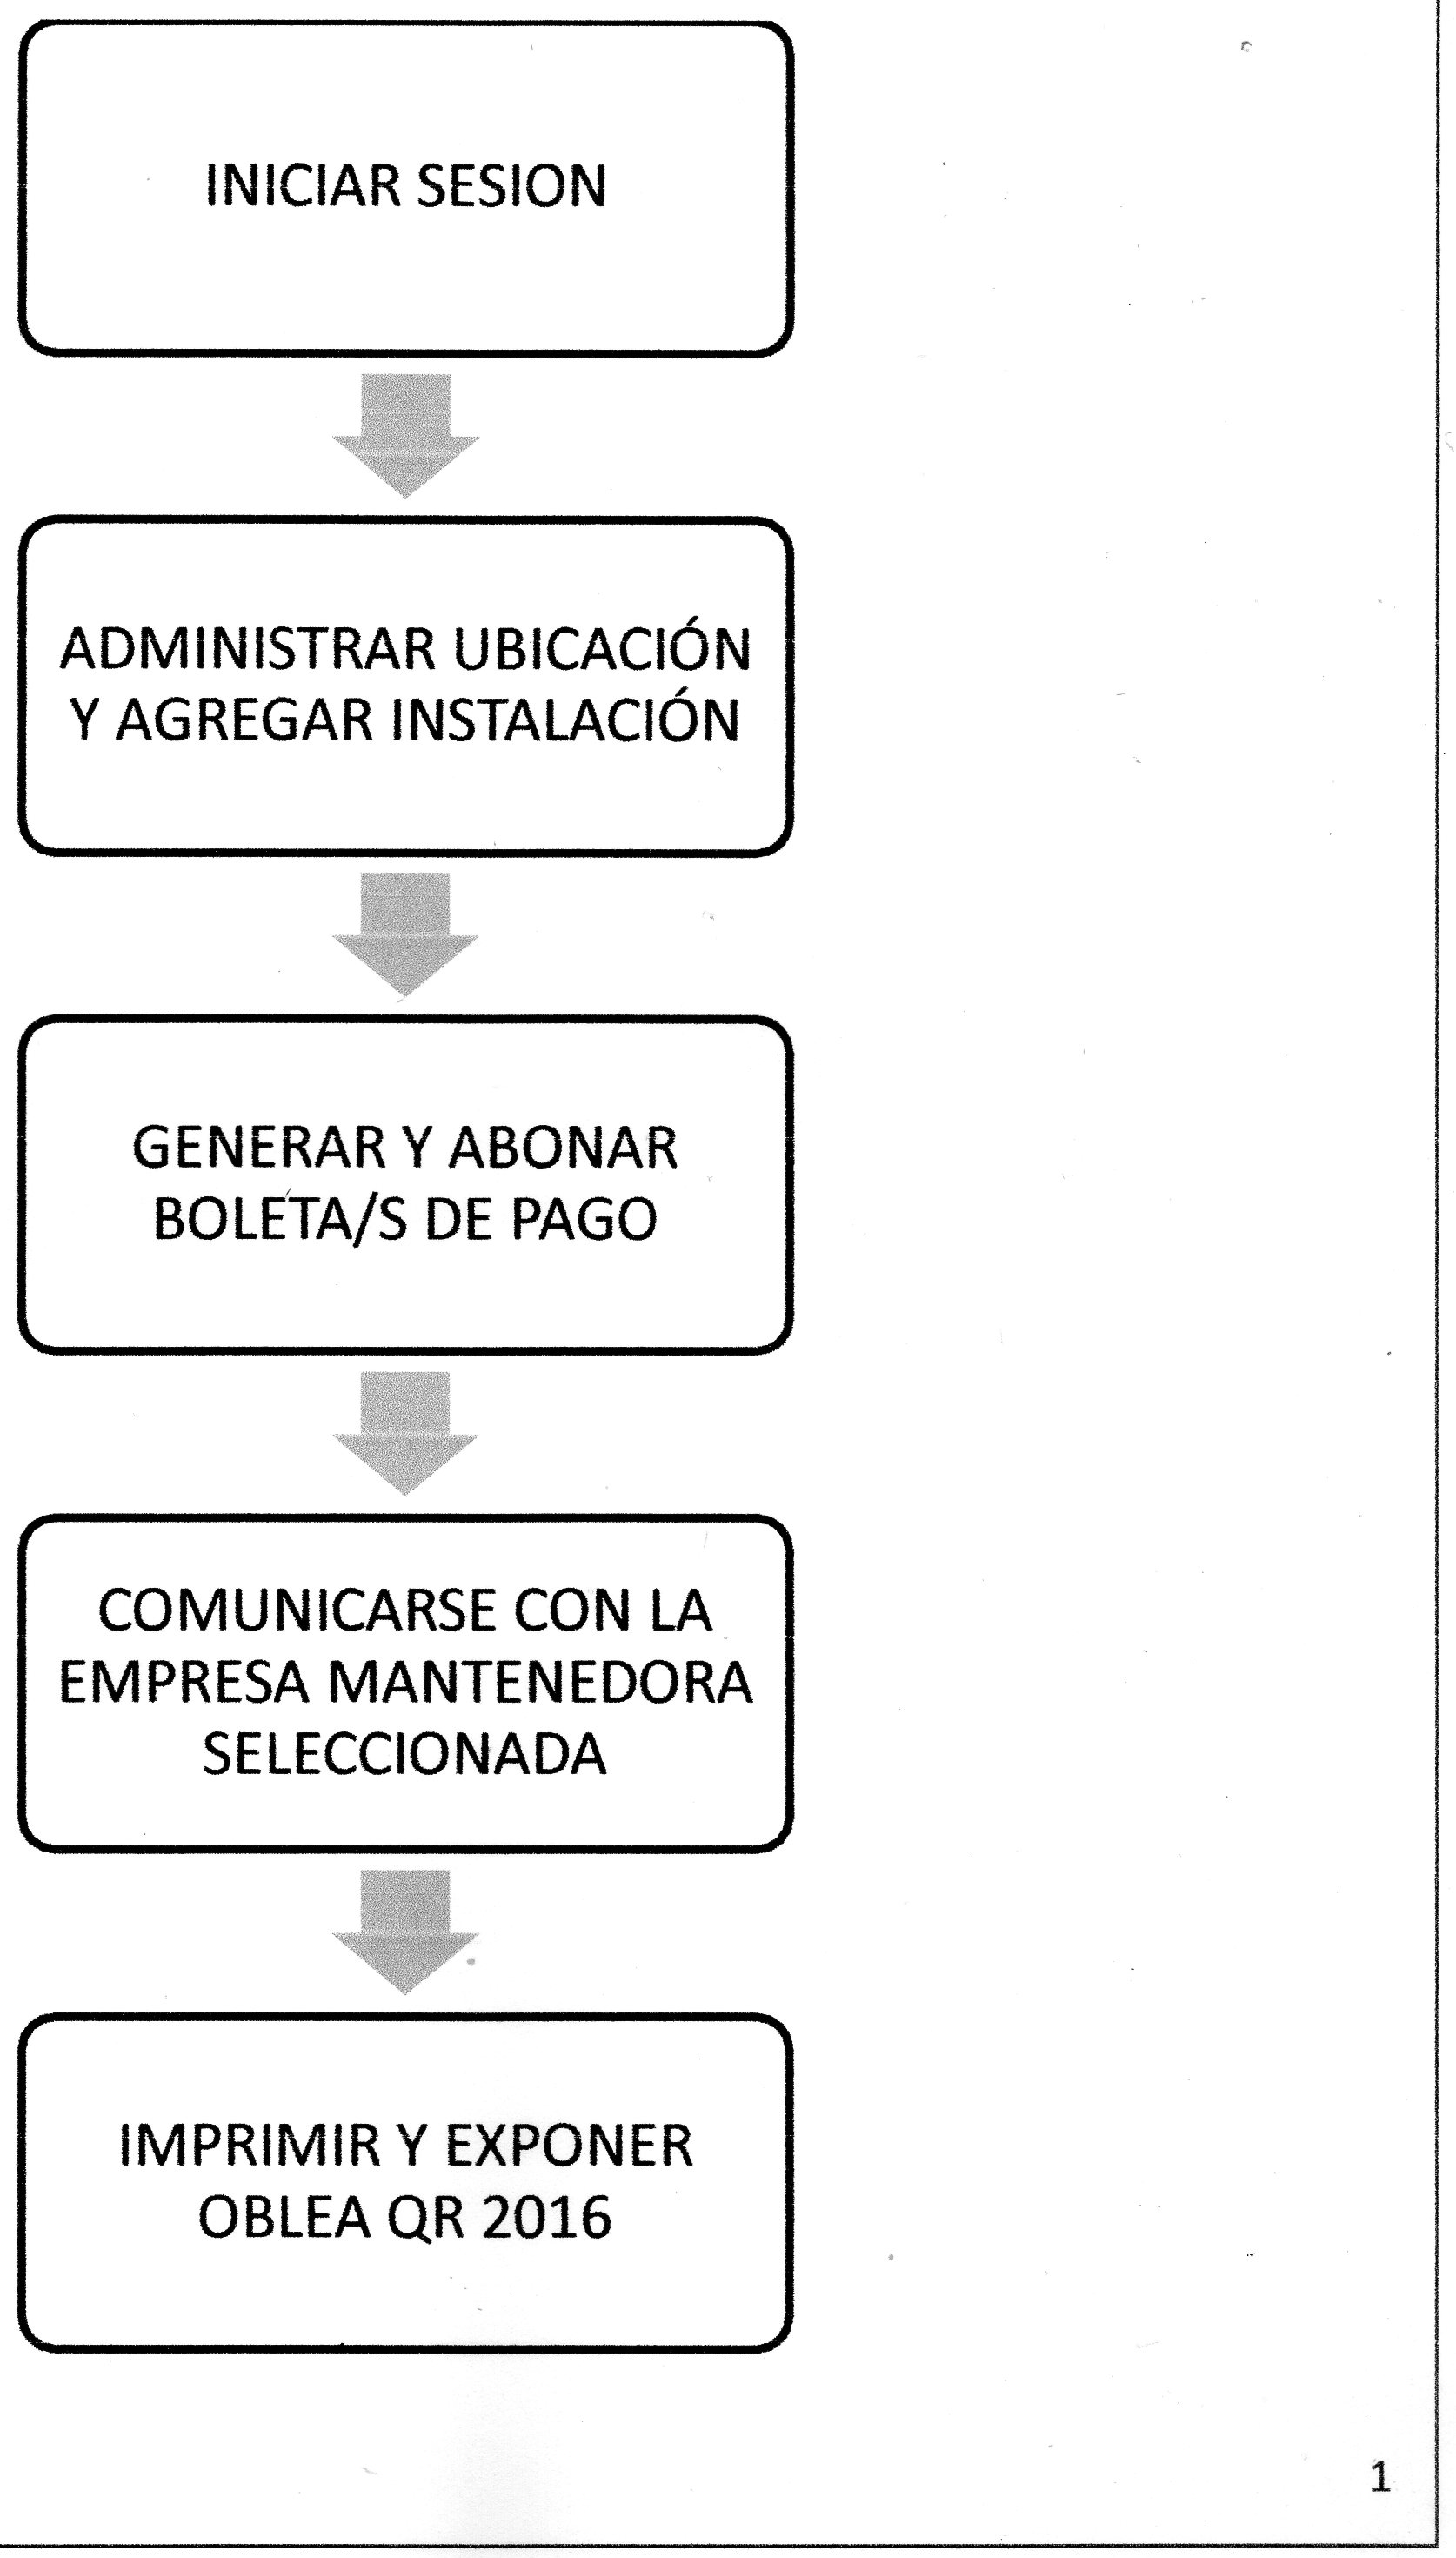 INICIAR SESION
ADMINISTRAR UBICACIÓN
Y AGREGAR INSTALACIÓN
GENERAR Y ABONAR
BOLETA/S DE PAGO
COMUNICARSE CON LA
EMPRESA MANTENEDORA
SELECCIONADA
IMPRIMIR Y EXPONER
OBLEA QR 2016
1